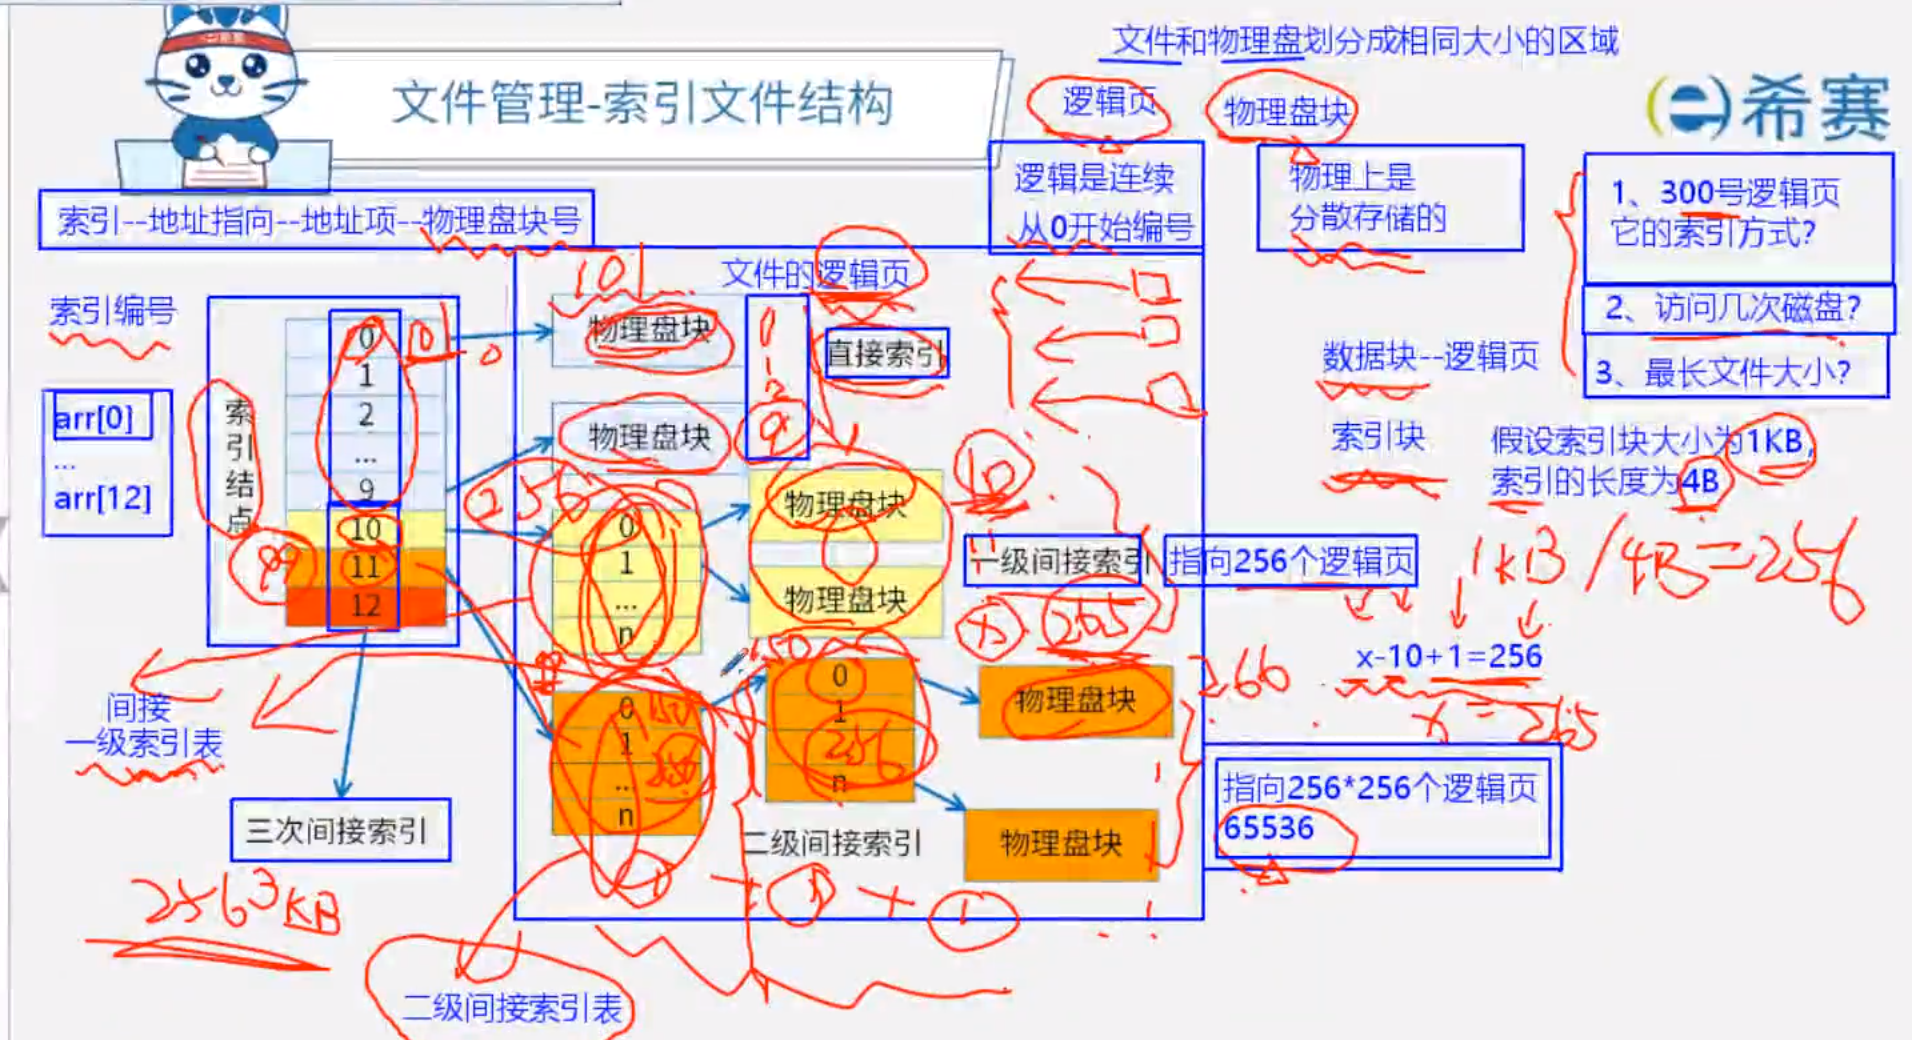 文件和物理盘划分成相同大小的区域
文件管理-索引文件结构
逻辑页
物理盘块
希赛
逻辑是连续
从0开始编号
物理上是
分散存储的
1、300号逻辑页
它的索引方式?
2、访问几次磁盘?
3、最长文件大小?
索引--地址指向--地址项--物理盘块号
索引编号
文件的逻辑页
101
0
1
2
...
9
10
11
12
101
0
索引结点
arr[0]
...
arr[12]
物理盘块
物理盘块
0
1
2
9
直接索引
数据块--逻辑页
索引块
假设索引块大小为1KB,
索引的长度为4B
1KB/4B=256
256
0
1
...
n
物理盘块
物理盘块
10
一级间接索引
指向256个逻辑页
265
x-10+1=256
x=265
266
间接
一级索引表
0
1
...
n
0
1
256
n
物理盘块
物理盘块
二级间接索引
指向256*256个逻辑页
65536
三次间接索引
256³KB
二级间接索引表